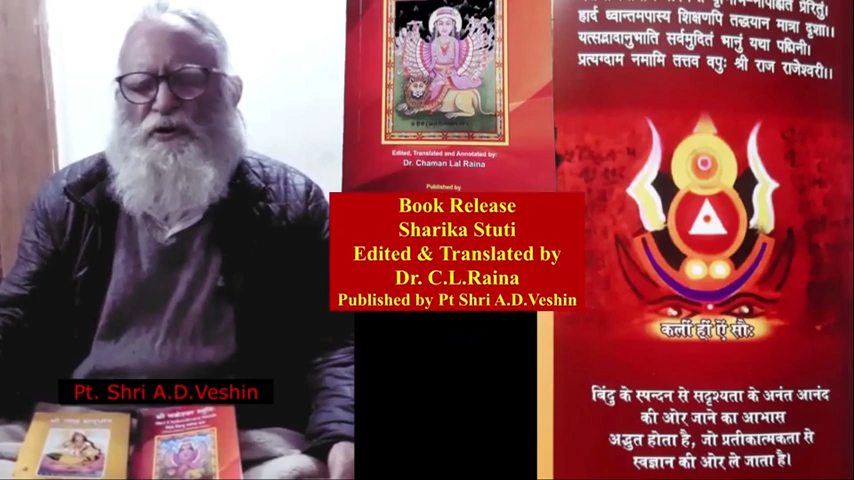 Pt. Shri A.D.Veshin
Edited, Translated and Annotated by:
Dr. Chaman Lal Raina
Published by
Book Release
Sharika Stuti
Edited & Translated by
Dr. C.L.Raina
Published by Pt Shri A.D.Veshin
हार्द ध्वान्तमपास्य शिक्षणपि तद्ध्यान मात्रा दृशा।।
यत्सद्मादानुभाति सर्वमुदितं भानुं यथा पद्मिनी।
प्रत्यग्दाम नमामि तत्तव वपुः श्री राज राजेश्वरी।।
कलीं ह्रीं ऐं सौः
बिंदु के स्पन्दन से सदृश्यता के अनंत आनंद
की ओर जाने का आभास
अद्भुत होता है, जो प्रतीकात्मकता से
स्वज्ञान की ओर ले जाता है।